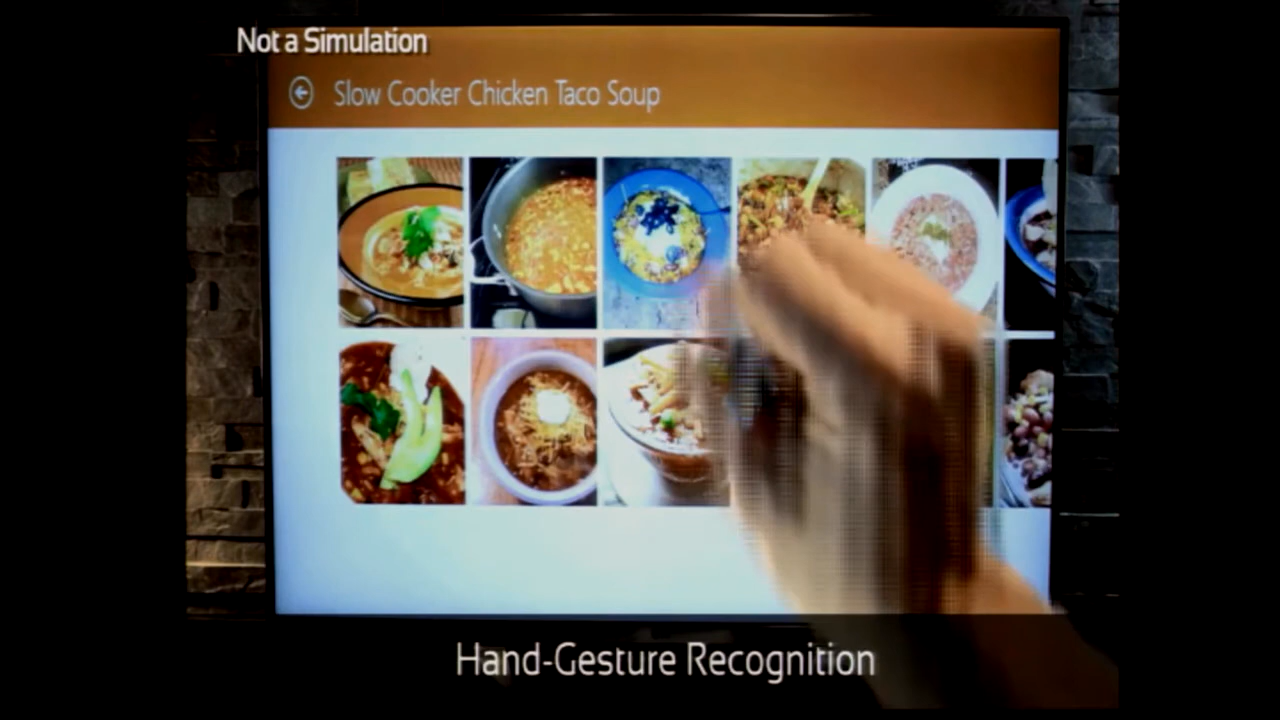 Not a Simulation
Slow Cooker Chicken Taco Soup
Hand-Gesture Recognition